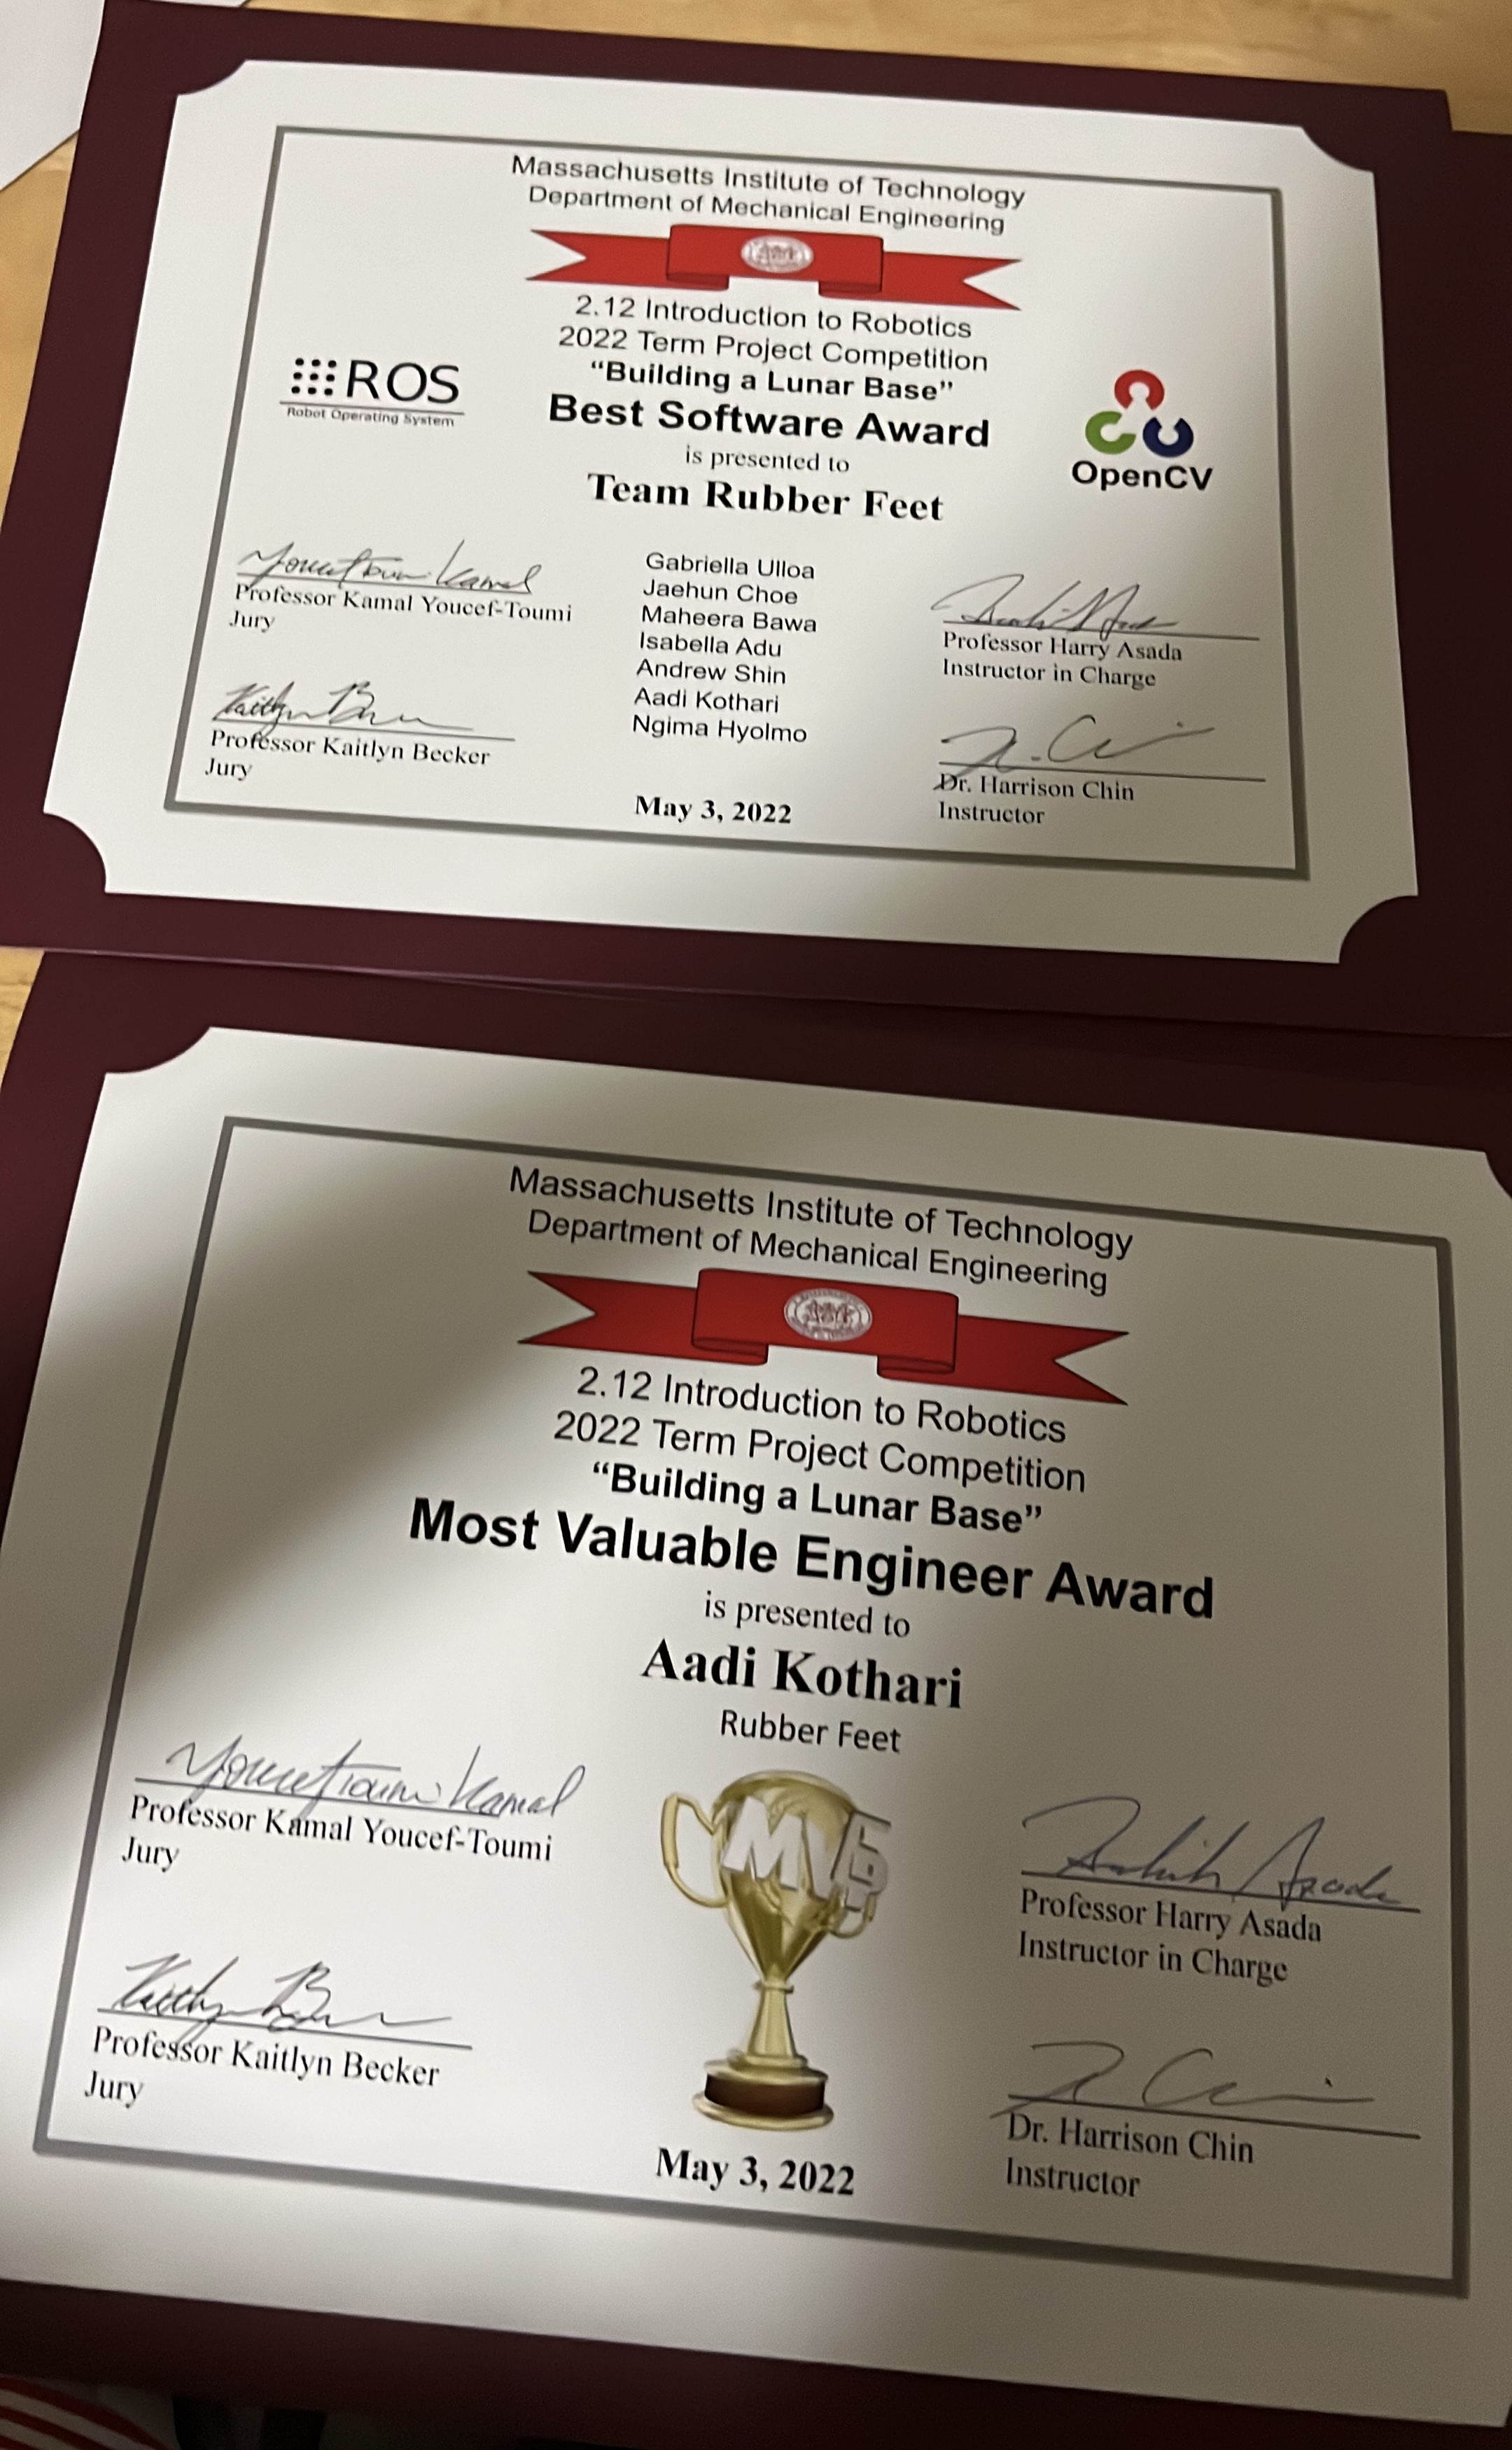 Massachusetts Institute of Technology
Department of Mechanical Engineering
2.12 Introduction to Robotics
2022 Term Project Competition
“Building a Lunar Base”
Best Software Award
is presented to
Team Rubber Feet
ROS
Robot Operating System
OpenCV
Youcef-Toumi Kamal
Professor Kamal Youcef-Toumi
Jury
Kaitlyn
Professor Kaitlyn Becker
Jury
Gabriella Ulloa
Jaehun Choe
Maheera Bawa
Isabella Adu
Andrew Shin
Aadi Kothari
Ngima Hyolmo
May 3, 2022
Professor Harry Asada
Instructor in Charge
Dr. Harrison Chin
Instructor
Massachusetts Institute of Technology
Department of Mechanical Engineering
2.12 Introduction to Robotics
2022 Term Project Competition
“Building a Lunar Base”
Most Valuable Engineer Award
is presented to
Aadi Kothari
Rubber Feet
Youcef-Toumi Kamal
Professor Kamal Youcef-Toumi
Jury
Kaitlyn
Professor Kaitlyn Becker
Jury
MVE
May 3, 2022
Asada
Professor Harry Asada
Instructor in Charge
Dr. Harrison Chin
Instructor